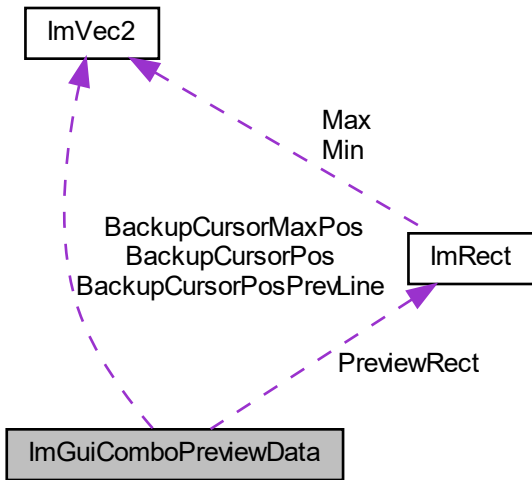 ImVec2
Max
Min
BackupCursorMaxPos
BackupCursorPos
BackupCursorPosPrevLine
ImRect
PreviewRect
ImGuiComboPreviewData